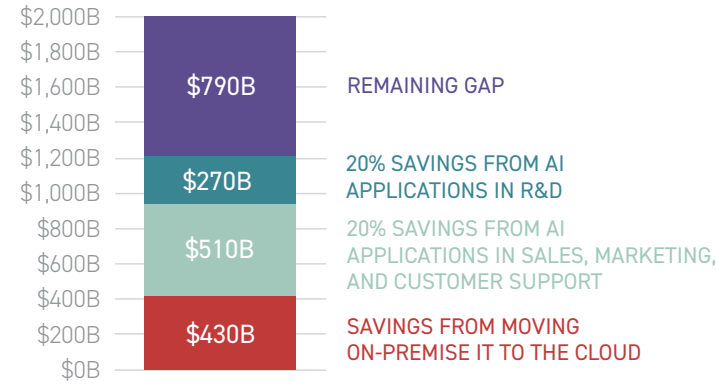 $2,000B
$1,800B
$1,600B
$1,400B
$1,200B
$1,000B
$800B
$600B
$400B
$200B
$0B
$790B
$270B
$510B
$430B
REMAINING GAP
20% SAVINGS FROM AI
APPLICATIONS IN R&D
20% SAVINGS FROM AI
APPLICATIONS IN SALES, MARKETING,
AND CUSTOMER SUPPORT
SAVINGS FROM MOVING
ON-PREMISE IT TO THE CLOUD